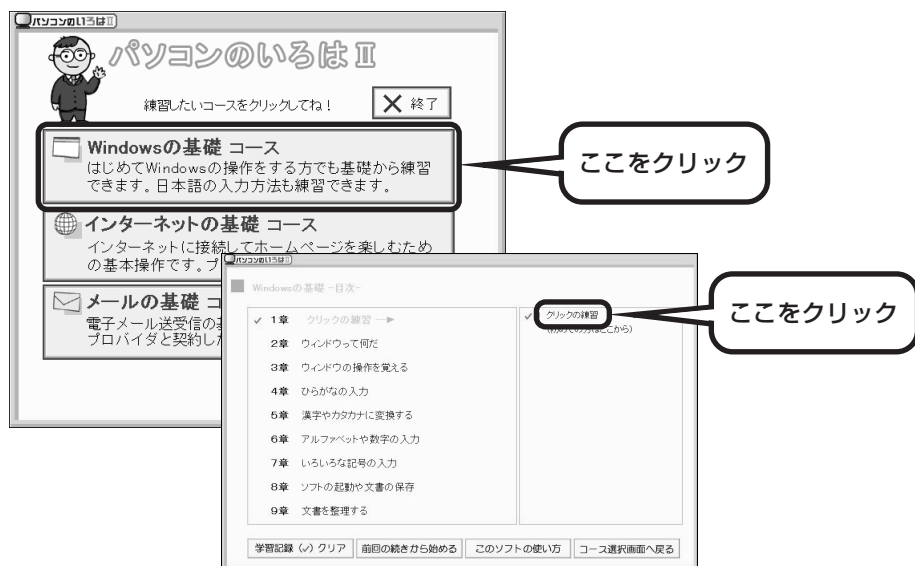 パソコンのいろはⅡ
パソコンのいろはⅡ
練習したいコースをクリックしてね！
終了
Windowsの基礎 コース
はじめてWindowsの操作をする方でも基礎から練習
できます。日本語の入力方法も練習できます。
ここをクリック
インターネットの基礎 コース
インターネットに接続してホームページを楽しむため
の基本操作です。プ
メールの基礎 コ
電子メール送受信の
プロバイダと契約し
パソコンのいろはⅡ
Windowsの基礎 -目次-
✓ 1章 クリックの練習
2章 ウィンドウって何だ
3章 ウィンドウの操作を覚える
4章 ひらがなの入力
5章 漢字やカタカナに変換する
6章 アルファベットや数字の入力
7章 いろいろな記号の入力
8章 ソフトの起動や文書の保存
9章 文書を整理する
✓ クリックの練習
(初めての方はここから)
ここをクリック
学習記録 (✓) クリア
前回の続きから始める
このソフトの使い方
コース選択画面へ戻る